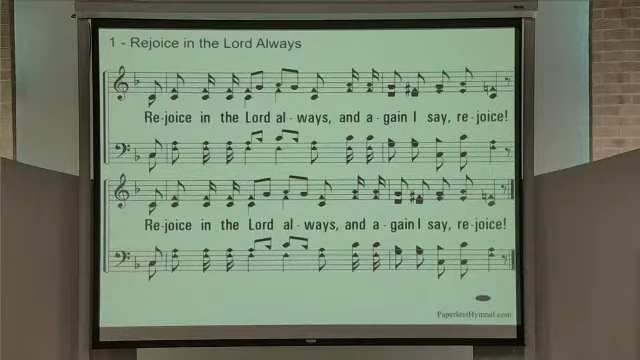 1 - Rejoice in the Lord Always
Re-joice in the Lord al-ways, and a-gain I say, re-joice!
Re-joice in the Lord al-ways, and a-gain I say, re-joice!
PaperlessHymnal.com